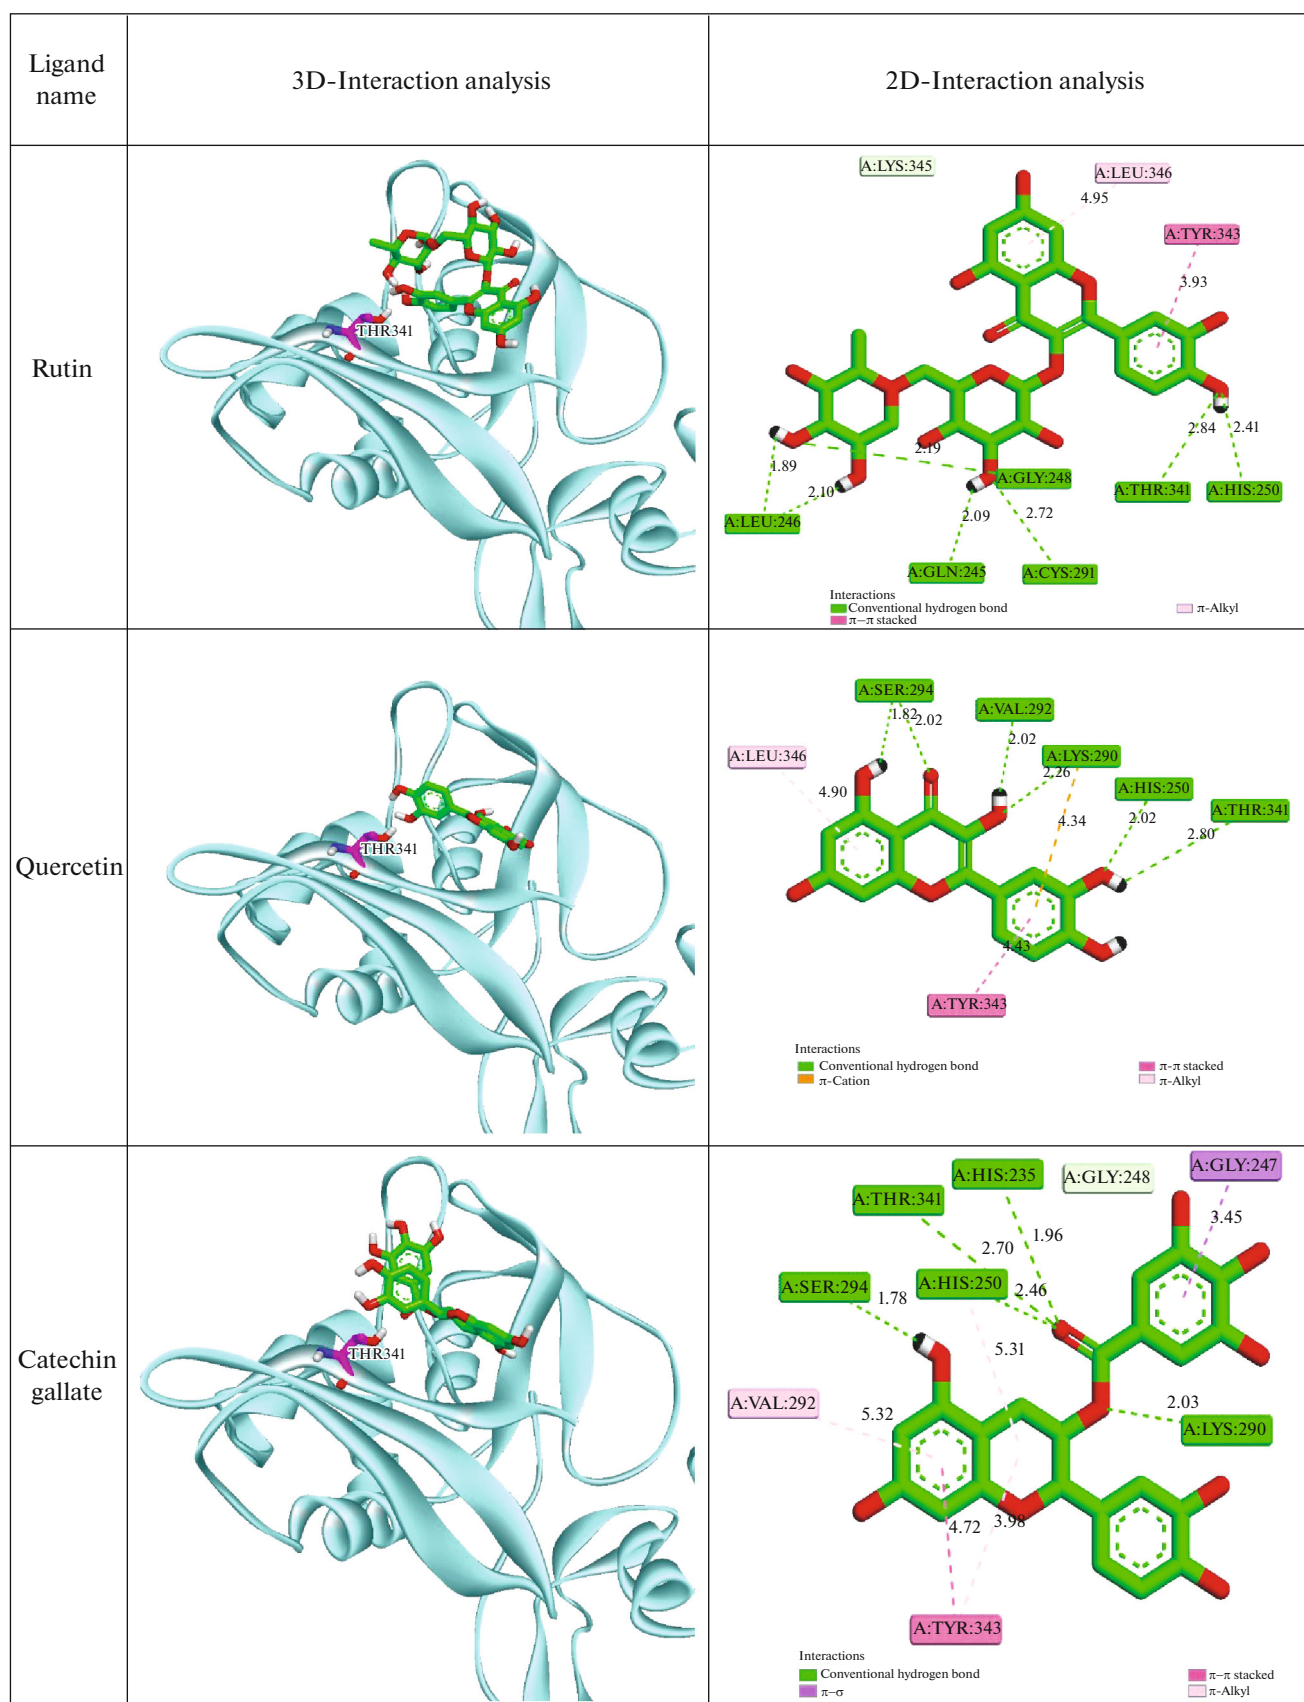 Ligand
name
3D-Interaction analysis
2D-Interaction analysis
Rutin
THR341
A:LYS:345
A:LEU:346
4.95
A:TYR:343
3.93
2.84
2.41
2.19
1.89
A:GLY:248
A:THR:341
A:HIS:250
2.10
2.09
2.72
A:LEU:246
A:GLN:245
A:CYS:291
Interactions
Conventional hydrogen bond
π–π stacked
π-Alkyl
Quercetin
THR341
A:SER:294
A:VAL:292
1.82
2.02
2.02
A:LEU:346
A:LYS:290
2.26
A:HIS:250
4.90
A:THR:341
4.34
2.02
2.80
4.43
A:TYR:343
Interactions
Conventional hydrogen bond
π-Cation
π-π stacked
π-Alkyl
Catechin
gallate
THR341
A:HIS:235
A:GLY:248
A:GLY:247
A:THR:341
3.45
2.70
1.96
A:SER:294
A:HIS:250
2.46
1.78
5.31
A:VAL:292
5.32
2.03
A:LYS:290
4.72
3.98
A:TYR:343
Interactions
Conventional hydrogen bond
π–σ
π–π stacked
π-Alkyl